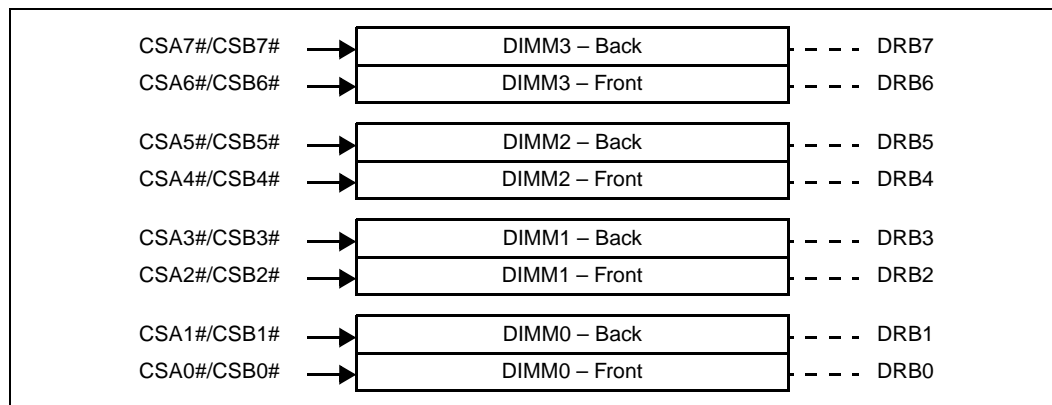 CSA7#/CSB7# DIMM3 – Back DRB7
CSA6#/CSB6# DIMM3 – Front DRB6
CSA5#/CSB5# DIMM2 – Back DRB5
CSA4#/CSB4# DIMM2 – Front DRB4
CSA3#/CSB3# DIMM1 – Back DRB3
CSA2#/CSB2# DIMM1 – Front DRB2
CSA1#/CSB1# DIMM0 – Back DRB1
CSA0#/CSB0# DIMM0 – Front DRB0